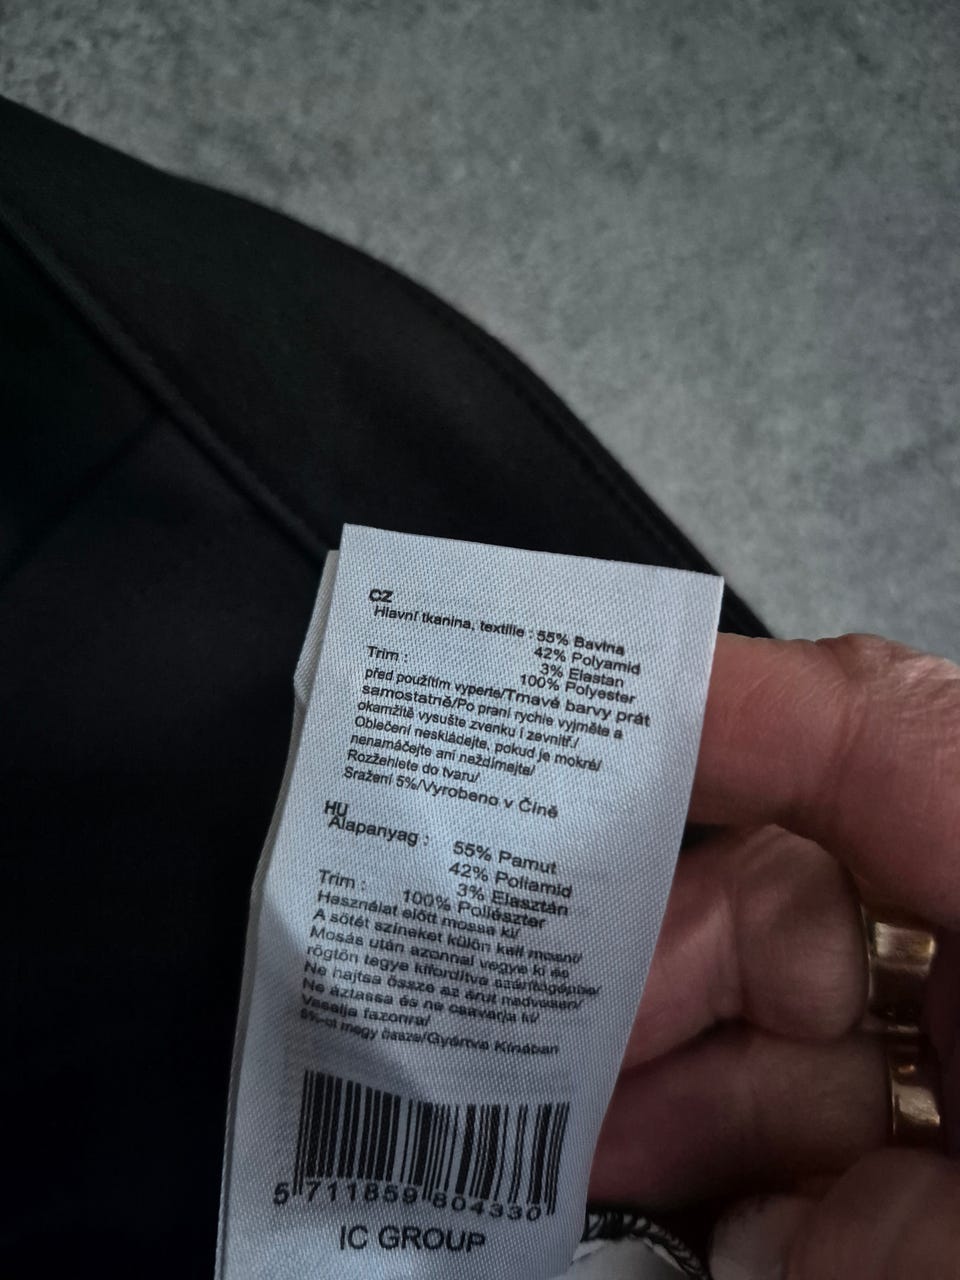 CZ
Hlavní tkanina, textilie : 55% Bavlna
42% Polyamid
3% Elastan
Trim : 100% Polyester
před použitím vyperte/Tmavé barvy prát
samostatně/Po praní rychle vyjměte a
okamžitě vysušte zvenku i zevnitř./
Oblečení neskládejte, pokud je mokré/
nenamáčejte ani neždímejte/
Rozžehlete do tvaru/
Sražení 5%/Vyrobeno v Číně
HU
Alapanyag : 55% Pamut
42% Poliamid
3% Elasztán
Trim : 100% Poliészter
Használat előtt mossa ki/
A sötét színeket külön kell mosni/
Mosás után azonnal vegye ki és
rögtön tegye kifordítva szárítógépbe/
Ne hajtsa össze az árut nedvesen/
Ne áztassa és ne csavarja ki/
Vasalja fazonra/
5%-ot megy össze/Gyártva Kínában
5 711859 804330
IC GROUP